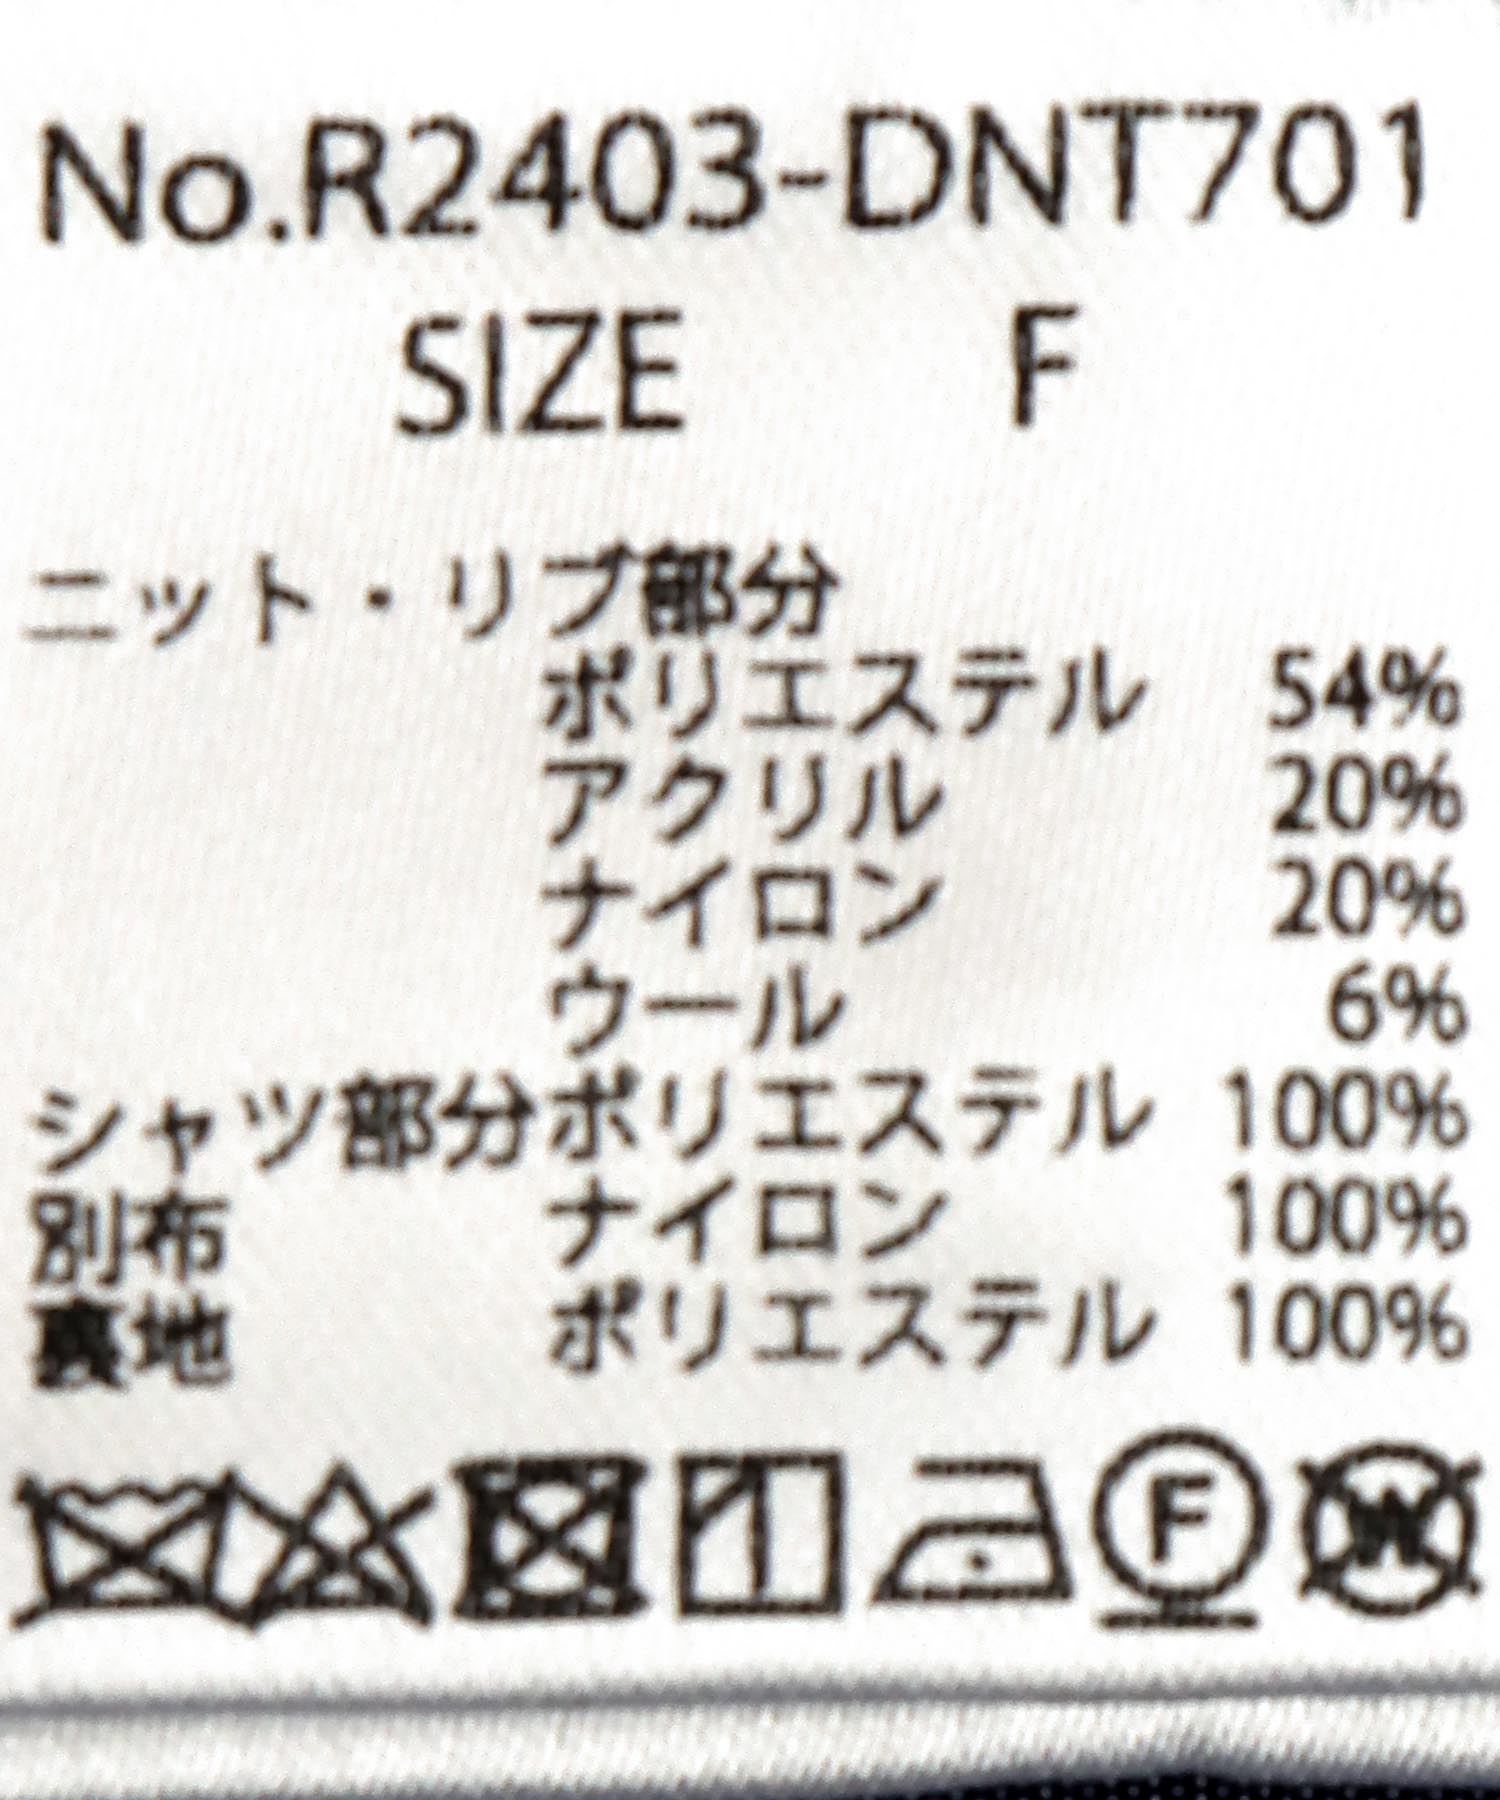 No.R2403-DNT701
SIZE F
ニット・リブ部分
ポリエステル 54%
アクリル 20%
ナイロン 20%
ウール 6%
シャツ部分 ポリエステル 100%
別布 ナイロン 100%
裏地 ポリエステル 100%
F W